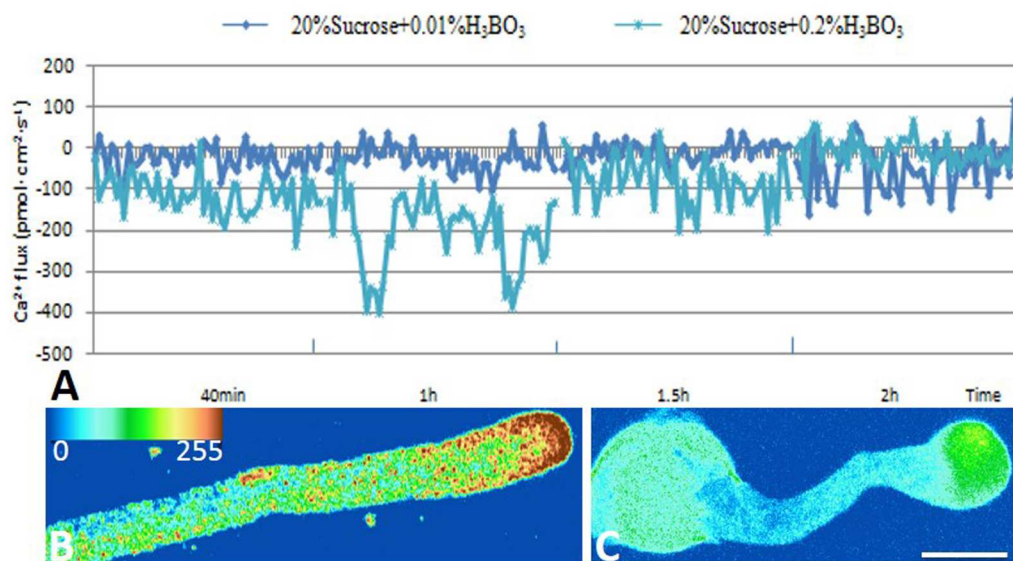 20%Sucrose+0.01%H₃BO₃ 20%Sucrose+0.2%H₃BO₃
200
100
0
-100
-200
-300
-400
-500
Ca²⁺ flux (pmol· cm⁻²·s⁻¹)
A 40min 1h 1.5h 2h Time
0 255
B C